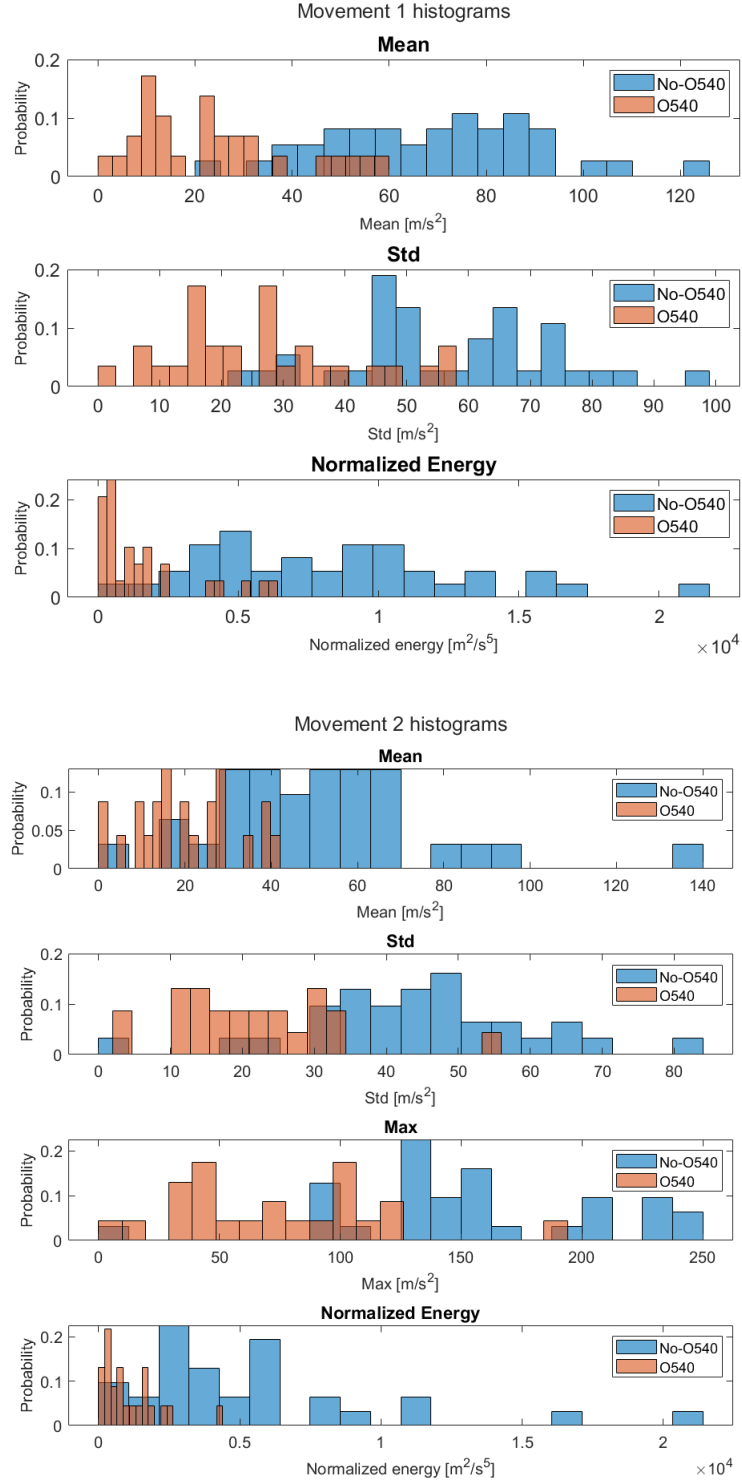 Movement 1 histograms
Mean
0.2
0.1
0
Probability
No-O540
O540
0 20 40 60 80 100 120
Mean [m/s²]
Std
0.2
0.1
0
Probability
No-O540
O540
0 10 20 30 40 50 60 70 80 90 100
Std [m/s²]
Normalized Energy
0.2
0.1
0
Probability
No-O540
O540
0 0.5 1 1.5 2
Normalized energy [m²/s⁵]
×10⁴
Movement 2 histograms
Mean
0.1
0.05
0
Probability
No-O540
O540
0 20 40 60 80 100 120 140
Mean [m/s²]
Std
0.2
0.1
0
Probability
No-O540
O540
0 10 20 30 40 50 60 70 80
Std [m/s²]
Max
0.2
0.1
0
Probability
No-O540
O540
0 50 100 150 200 250
Max [m/s²]
Normalized Energy
0.2
0.1
0
Probability
No-O540
O540
0 0.5 1 1.5 2
Normalized energy [m²/s⁵]
×10⁴